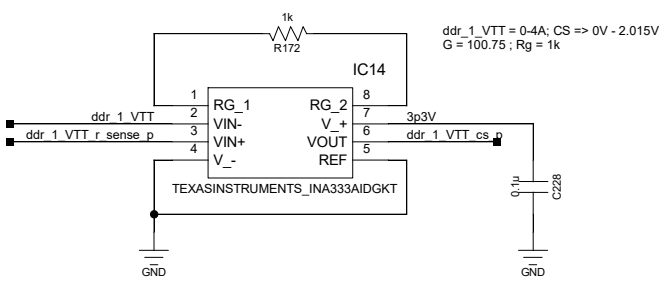 1k
R172
ddr_1_VTT = 0-4A; CS => 0V - 2.015V
G = 100.75 ; Rg = 1k
IC14
1 RG_1 RG_2 8
ddr_1_VTT 2 VIN- V_+ 7 3p3V
ddr_1_VTT_r_sense_p 3 VIN+ VOUT 6 ddr_1_VTT_cs_p
4 V_- REF 5
TEXASINSTRUMENTS_INA333AIDGKT
0.1u
C228
GND
GND